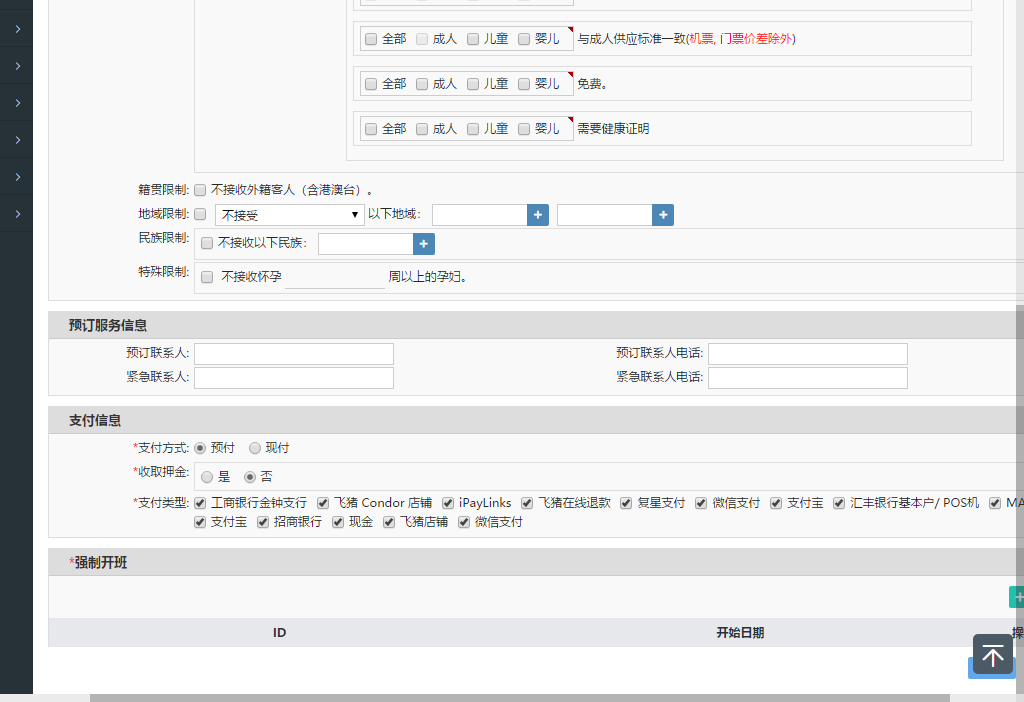 全部 成人 儿童 婴儿 与成人供应标准一致(机票, 门票价差除外)
全部 成人 儿童 婴儿 免费。
全部 成人 儿童 婴儿 需要健康证明
籍贯限制: 不接收外籍客人（含港澳台）。
地域限制: 不接受 以下地域:
民族限制: 不接收以下民族:
特殊限制: 不接收怀孕 周以上的孕妇。
预订服务信息
预订联系人: 预订联系人电话:
紧急联系人: 紧急联系人电话:
支付信息
*支付方式: 预付 现付
*收取押金: 是 否
*支付类型: 工商银行金钟支行 飞猪 Condor 店铺 iPayLinks 飞猪在线退款 复星支付 微信支付 支付宝 汇丰银行基本户/ POS机 MA
支付宝 招商银行 现金 飞猪店铺 微信支付
*强制开班
ID 开始日期 操